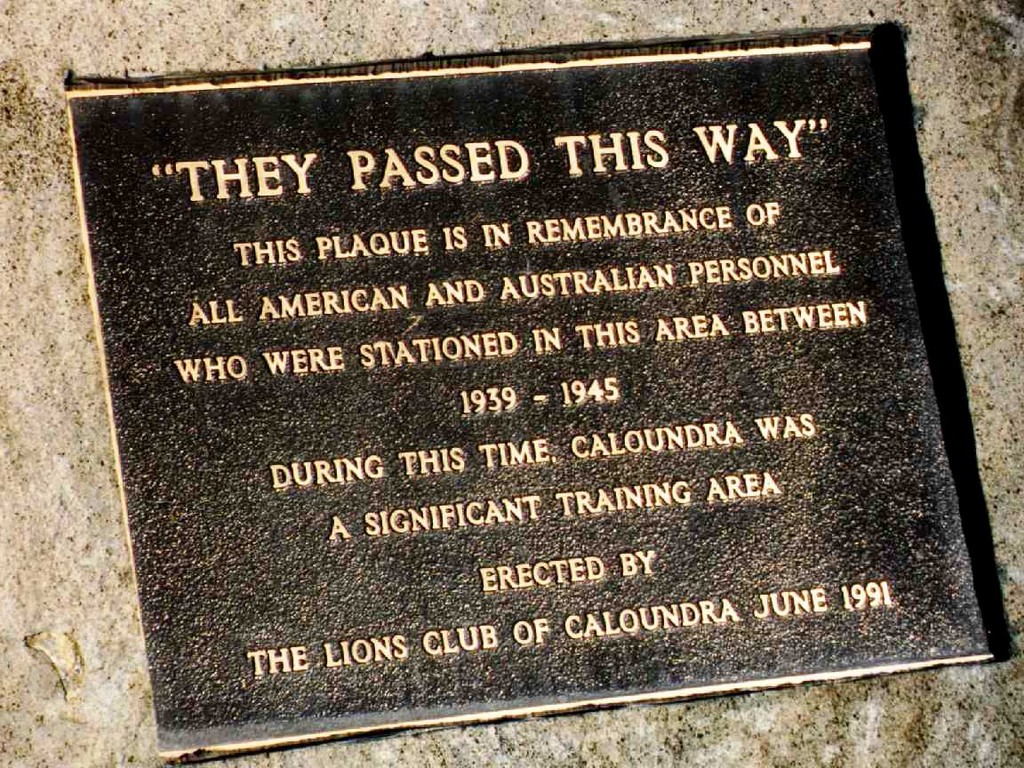 “THEY PASSED THIS WAY”
THIS PLAQUE IS IN REMEMBRANCE OF
ALL AMERICAN AND AUSTRALIAN PERSONNEL
WHO WERE STATIONED IN THIS AREA BETWEEN
1939 - 1945
DURING THIS TIME, CALOUNDRA WAS
A SIGNIFICANT TRAINING AREA
ERECTED BY
THE LIONS CLUB OF CALOUNDRA JUNE 1991